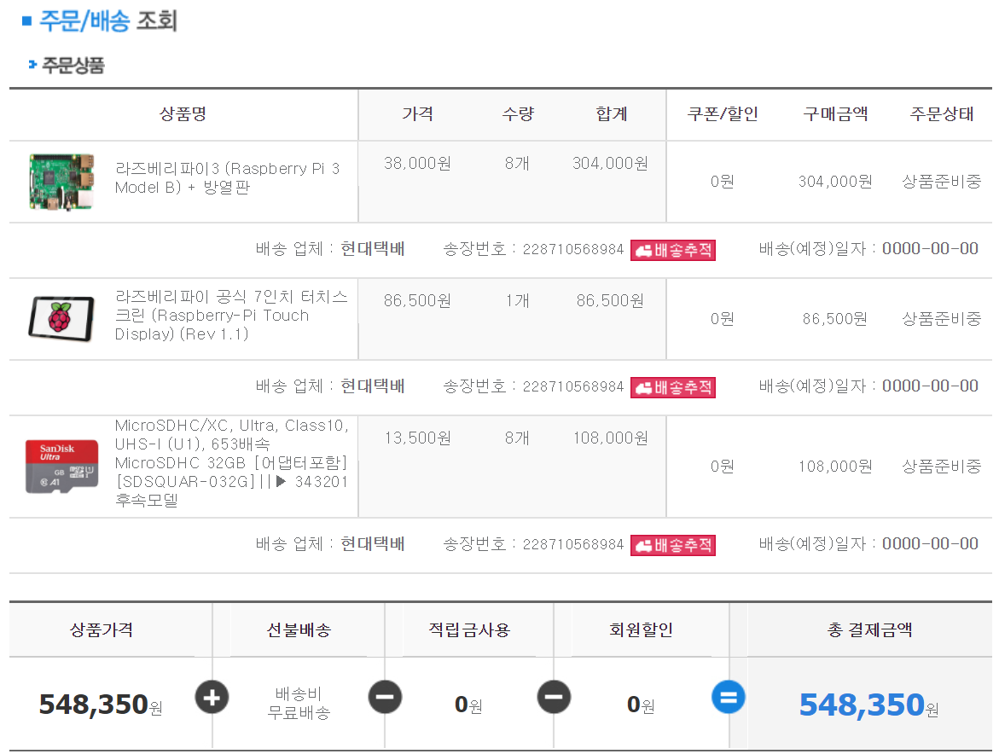 주문/배송 조회
주문상품
상품명 가격 수량 합계 쿠폰/할인 구매금액 주문상태
라즈베리파이3 (Raspberry Pi 3
Model B) + 방열판
38,000원 8개 304,000원 0원 304,000원 상품준비중
배송 업체 : 현대택배 송장번호 : 228710568984 배송추적 배송(예정)일자 : 0000-00-00
라즈베리파이 공식 7인치 터치스
크린 (Raspberry-Pi Touch
Display) (Rev 1.1)
86,500원 1개 86,500원 0원 86,500원 상품준비중
배송 업체 : 현대택배 송장번호 : 228710568984 배송추적 배송(예정)일자 : 0000-00-00
SanDisk
Ultra
GB
A1
MicroSDHC/XC, Ultra, Class10,
UHS-I (U1), 653배속
MicroSDHC 32GB [어댑터포함]
[SDSQUAR-032G]||▶ 343201
후속모델
13,500원 8개 108,000원 0원 108,000원 상품준비중
배송 업체 : 현대택배 송장번호 : 228710568984 배송추적 배송(예정)일자 : 0000-00-00
상품가격 선불배송 적립금사용 회원할인 총 결제금액
548,350원 + 배송비 - 0원 - 0원 = 548,350원
무료배송